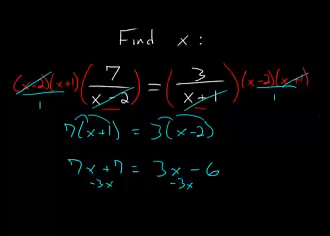 Find x:
(x-2)(x+1)/1 (7/(x-2)) = (3/(x+1)) (x-2)(x+1)/1
7(x+1) = 3(x-2)
7x+7 = 3x-6
-3x -3x